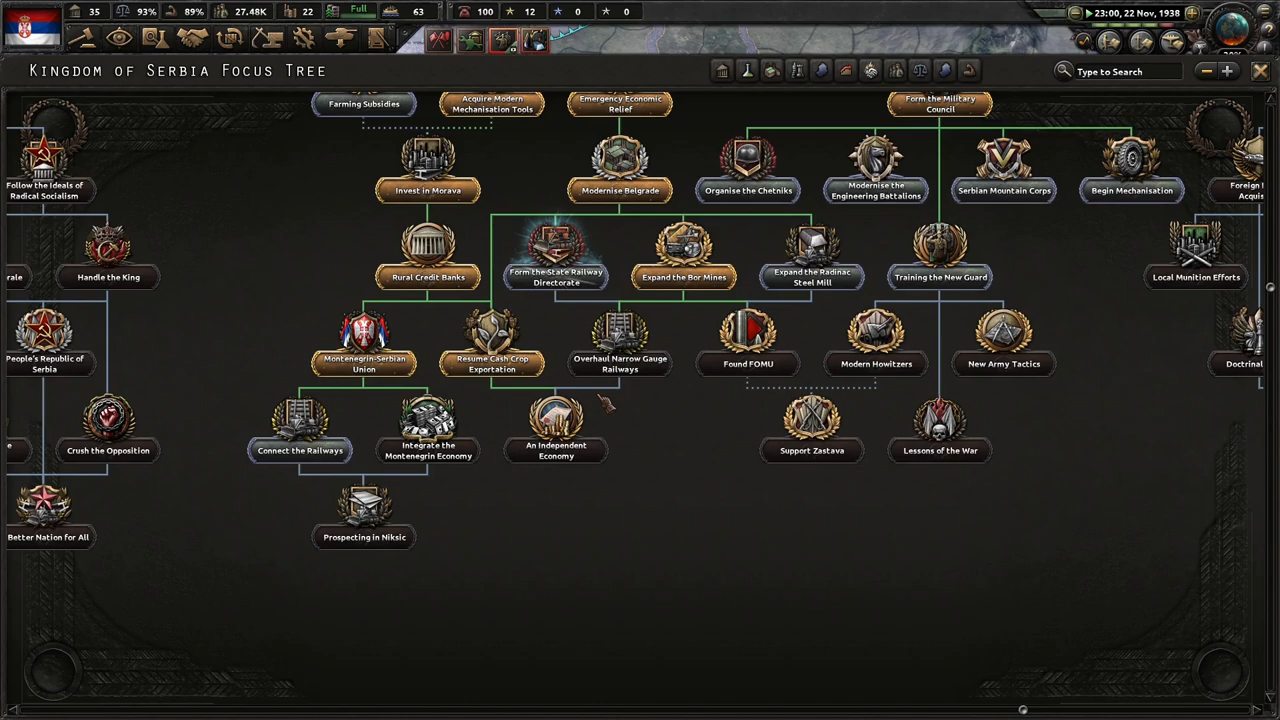 35 93% 89% 27.48K 22 Full 63 100 12 0 0 23:00, 22 Nov, 1938
Kingdom of Serbia Focus Tree
Type to Search
Farming Subsidies
Acquire Modern
Mechanisation Tools
Emergency Economic
Relief
Form the Military
Council
Follow the Ideals of
Radical Socialism
Invest in Morava
Modernise Belgrade
Organise the Chetniks
Modernise the
Engineering Battalions
Serbian Mountain Corps
Begin Mechanisation
Foreign
Acquis
rale
Handle the King
Rural Credit Banks
Form the State Railway
Directorate
Expand the Bor Mines
Expand the Radinac
Steel Mill
Training the New Guard
Local Munition Efforts
People's Republic of
Serbia
Montenegrin-Serbian
Union
Resume Cash Crop
Exportation
Overhaul Narrow Gauge
Railways
Found FOMU
Modern Howitzers
New Army Tactics
Doctrinal
e
Crush the Opposition
Connect the Railways
Integrate the
Montenegrin Economy
An Independent
Economy
Support Zastava
Lessons of the War
Better Nation for All
Prospecting in Niksic